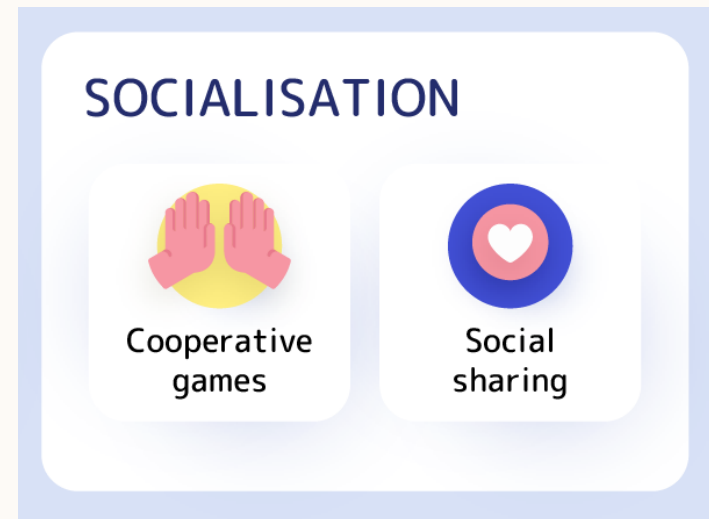 SOCIALISATION
Cooperative
games
Social
sharing